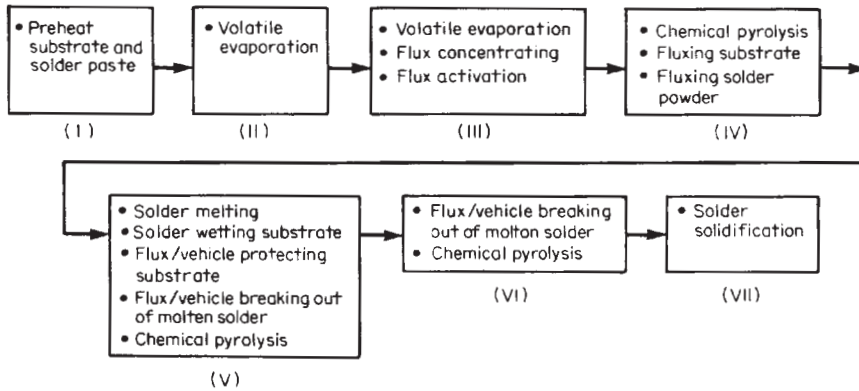 • Preheat
substrate and
solder paste
(I)
• Volatile
evaporation
(II)
• Volatile evaporation
• Flux concentrating
• Flux activation
(III)
• Chemical pyrolysis
• Fluxing substrate
• Fluxing solder
powder
(IV)
• Solder melting
• Solder wetting substrate
• Flux/vehicle protecting
substrate
• Flux/vehicle breaking out
of molten solder
• Chemical pyrolysis
(V)
• Flux/vehicle breaking
out of molton solder
• Chemical pyrolysis
(VI)
• Solder
solidification
(VII)